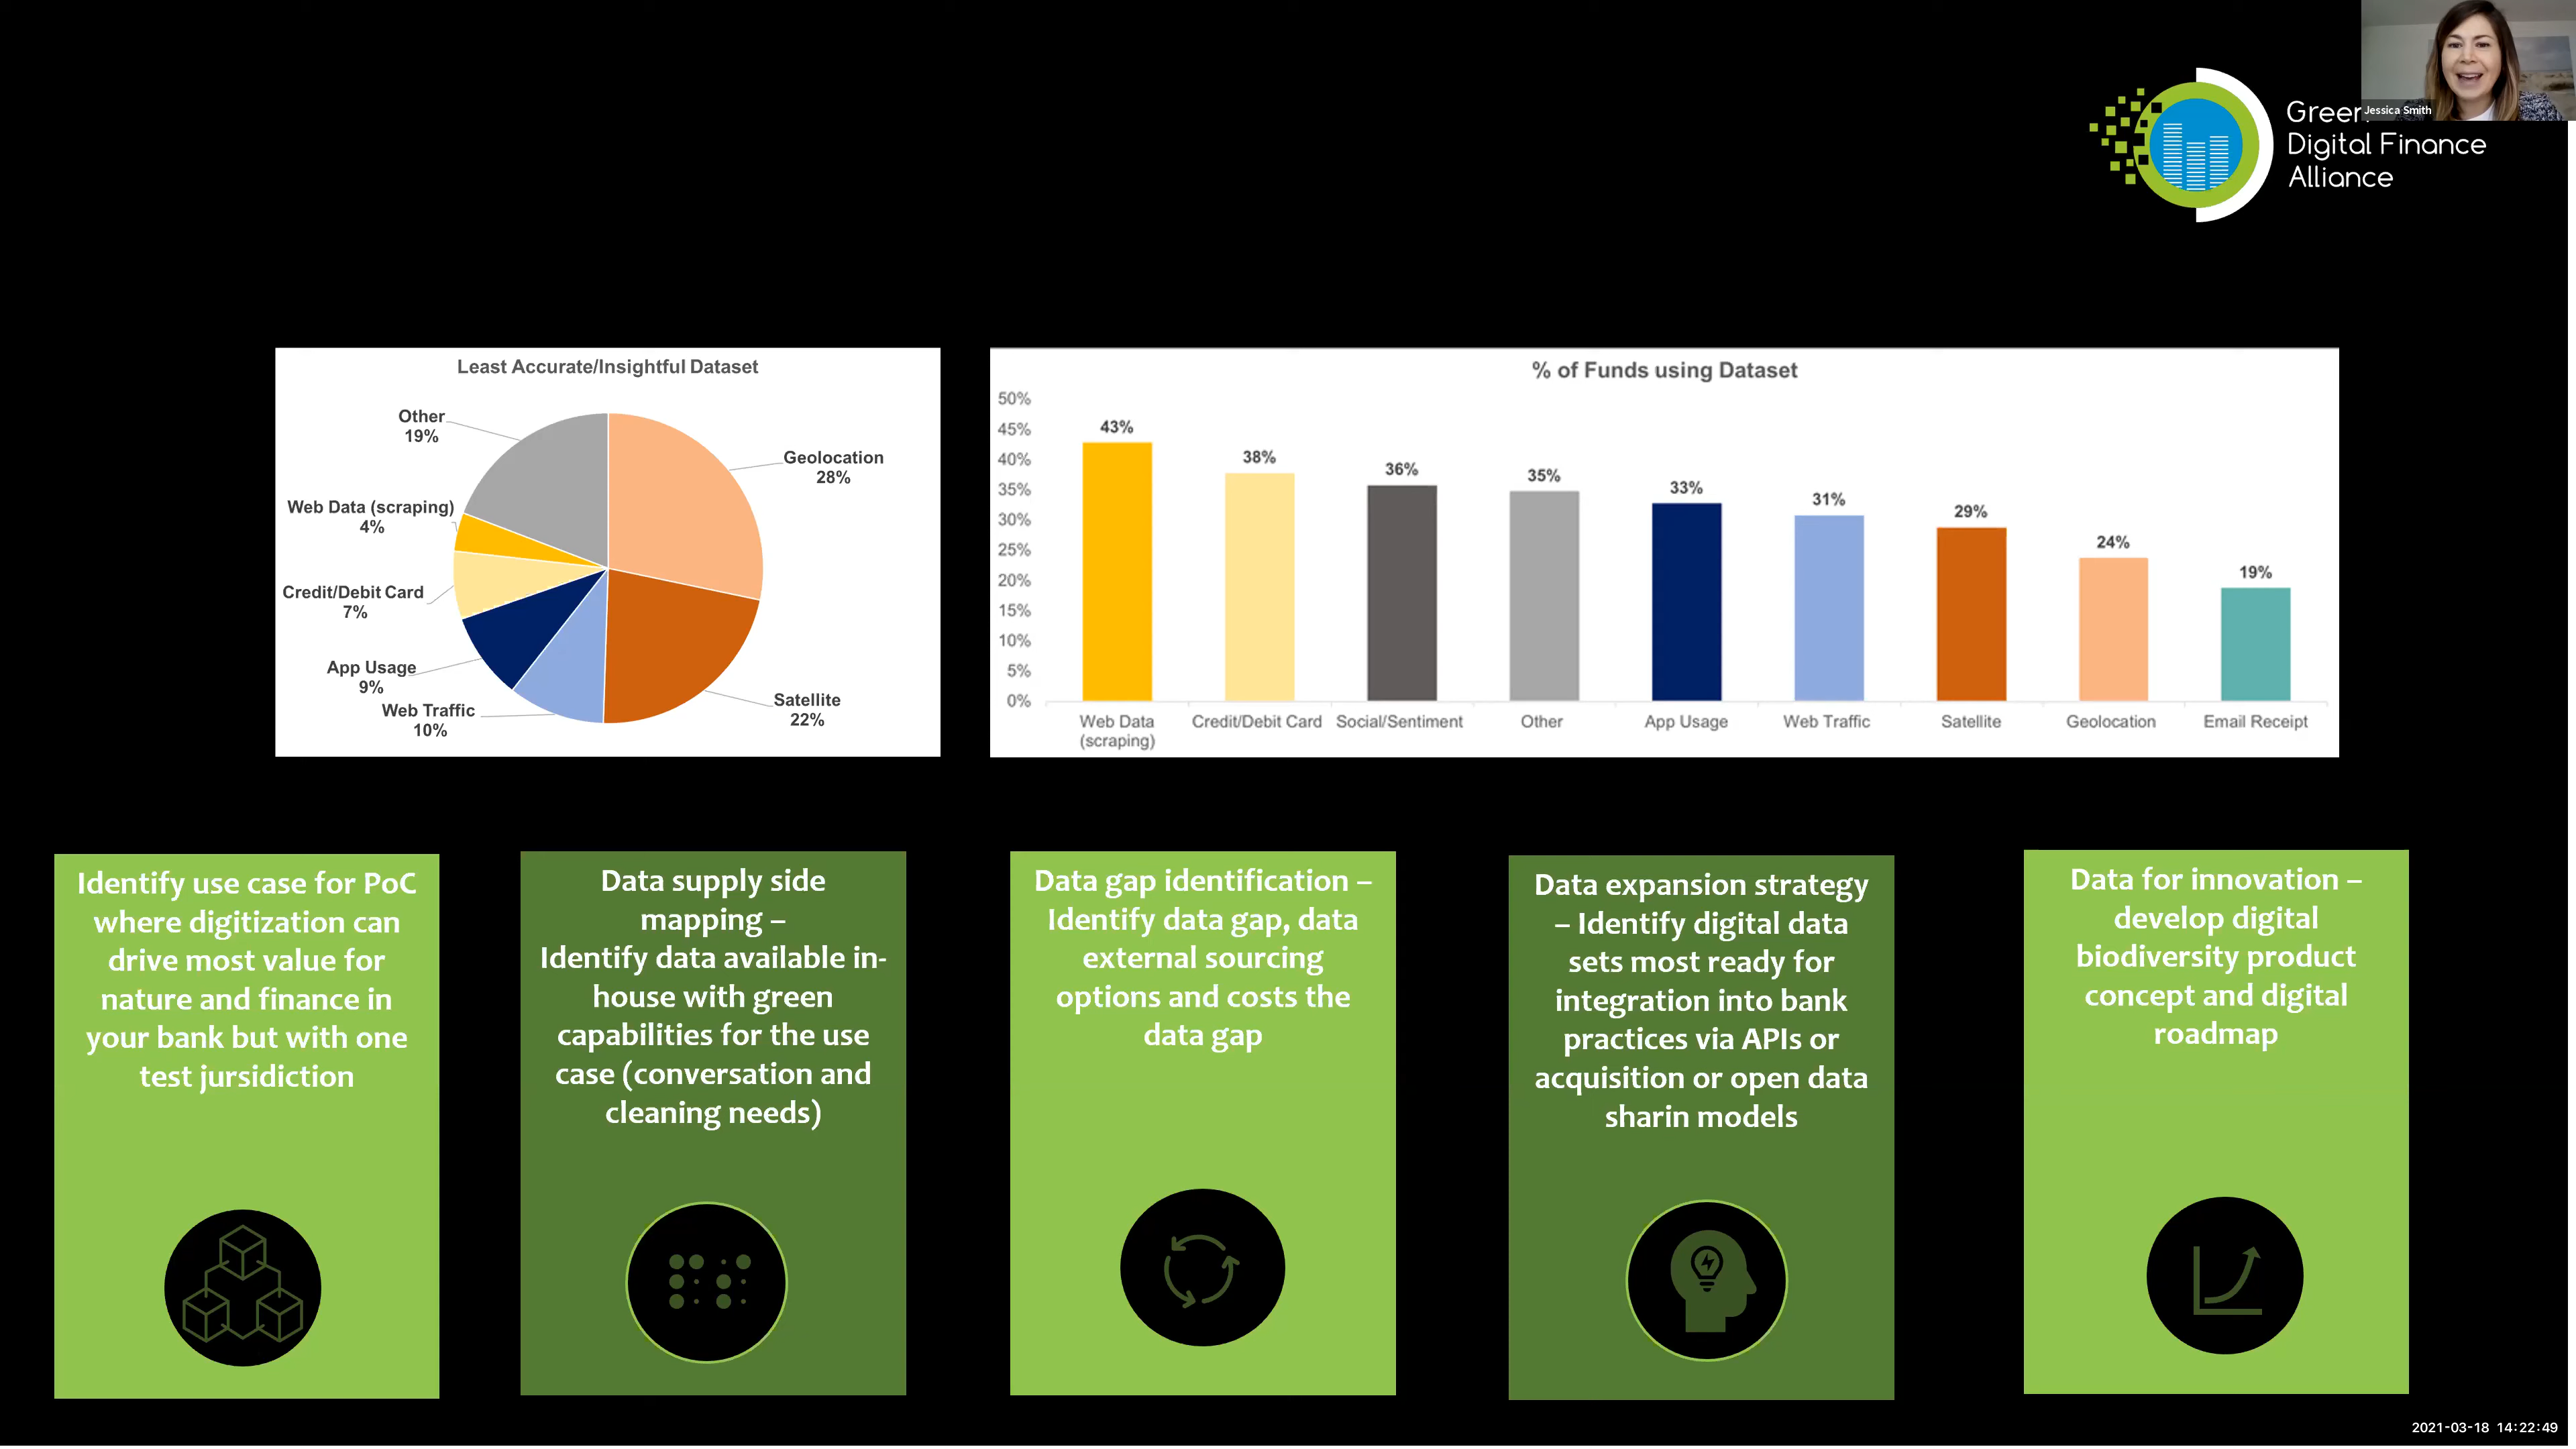 Jessica Smith
Green
Digital Finance
Alliance
Least Accurate/Insightful Dataset
Other
19%
Geolocation
28%
Web Data (scraping)
4%
Credit/Debit Card
7%
App Usage
9%
Web Traffic
10%
Satellite
22%
% of Funds using Dataset
50%
45%
40%
35%
30%
25%
20%
15%
10%
5%
0%
43%
38%
36%
35%
33%
31%
29%
24%
19%
Web Data
(scraping)
Credit/Debit Card
Social/Sentiment
Other
App Usage
Web Traffic
Satellite
Geolocation
Email Receipt
Identify use case for PoC
where digitization can
drive most value for
nature and finance in
your bank but with one
test jursidiction
Data supply side
mapping –
Identify data available in-
house with green
capabilities for the use
case (conversation and
cleaning needs)
Data gap identification –
Identify data gap, data
external sourcing
options and costs the
data gap
Data expansion strategy
– Identify digital data
sets most ready for
integration into bank
practices via APIs or
acquisition or open data
sharin models
Data for innovation –
develop digital
biodiversity product
concept and digital
roadmap
2021-03-18 14:22:49